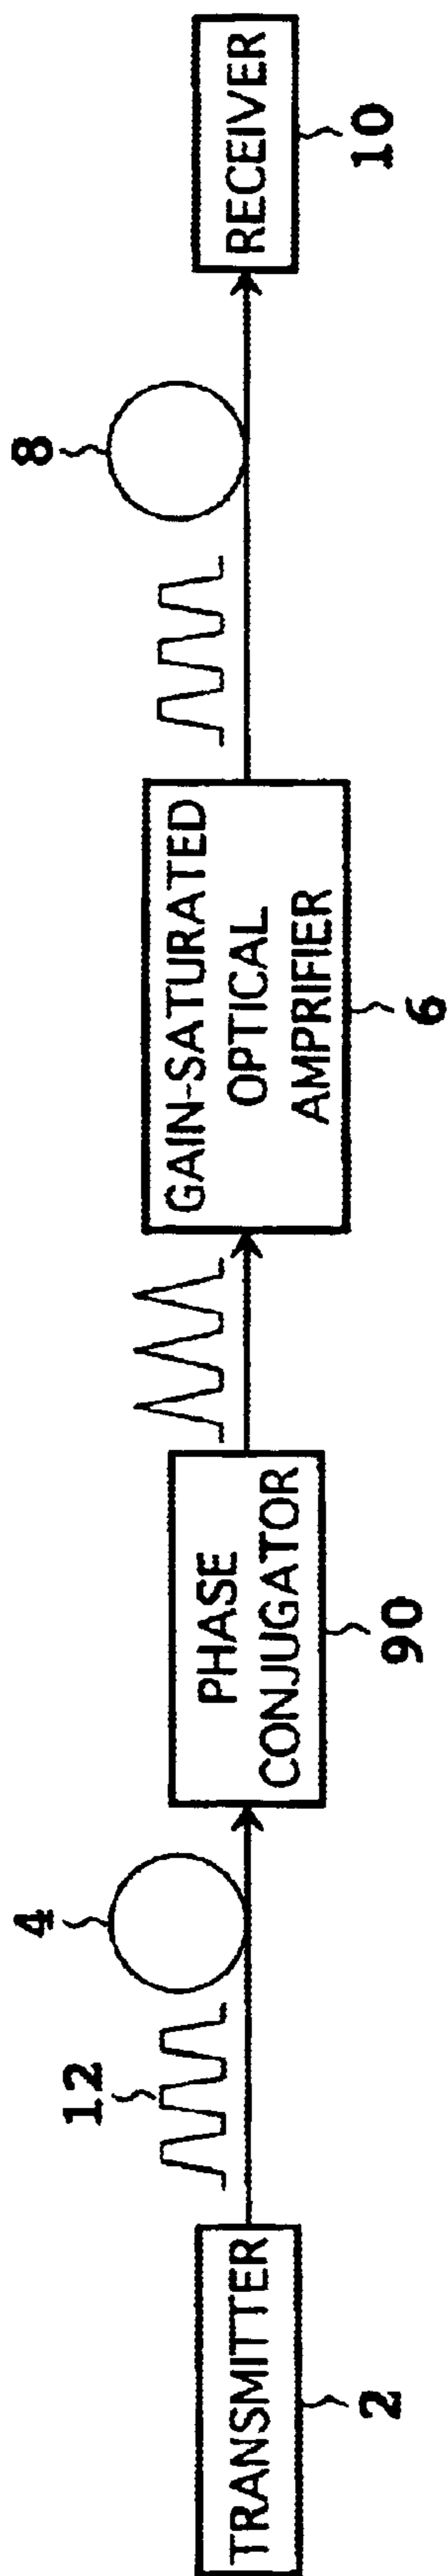 TRANSMITTER
2
12
4
PHASE
CONJUGATOR
90
GAIN-SATURATED
OPTICAL
AMPRIFIER
6
8
RECEIVER
10